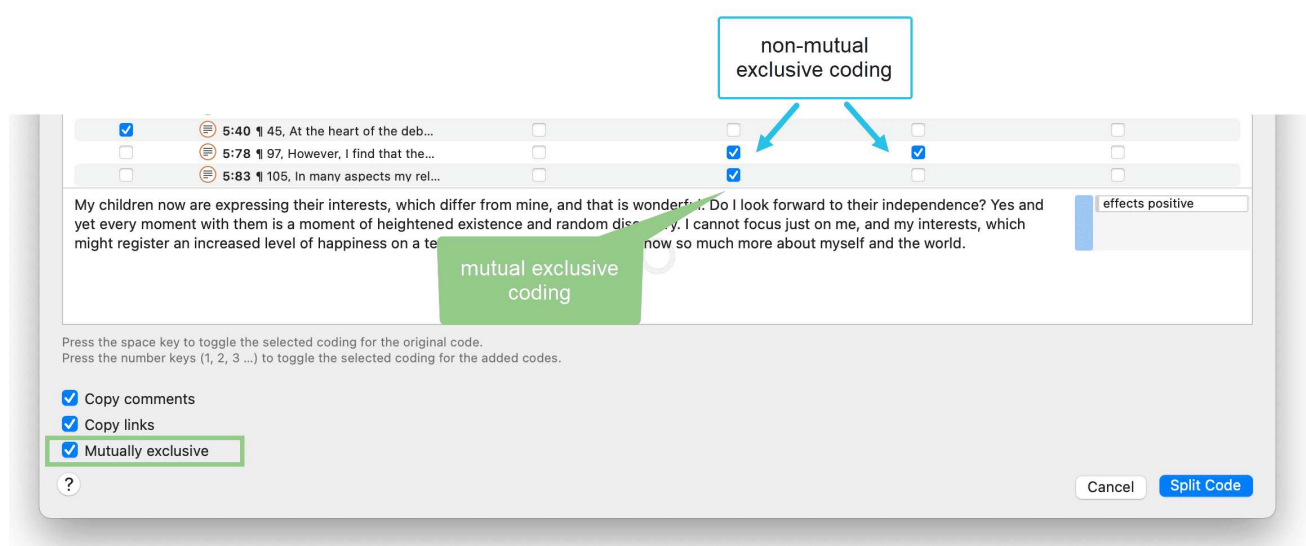 non-mutual
exclusive coding
5:40 ¶ 45, At the heart of the deb...
5:78 ¶ 97, However, I find that the...
5:83 ¶ 105, In many aspects my rel...
My children now are expressing their interests, which differ from mine, and that is wonderful. Do I look forward to their independence? Yes and
yet every moment with them is a moment of heightened existence and random discovery. I cannot focus just on me, and my interests, which
might register an increased level of happiness on a now so much more about myself and the world.
effects positive
mutual exclusive
coding
Press the space key to toggle the selected coding for the original code.
Press the number keys (1, 2, 3 ...) to toggle the selected coding for the added codes.
Copy comments
Copy links
Mutually exclusive
?
Cancel
Split Code